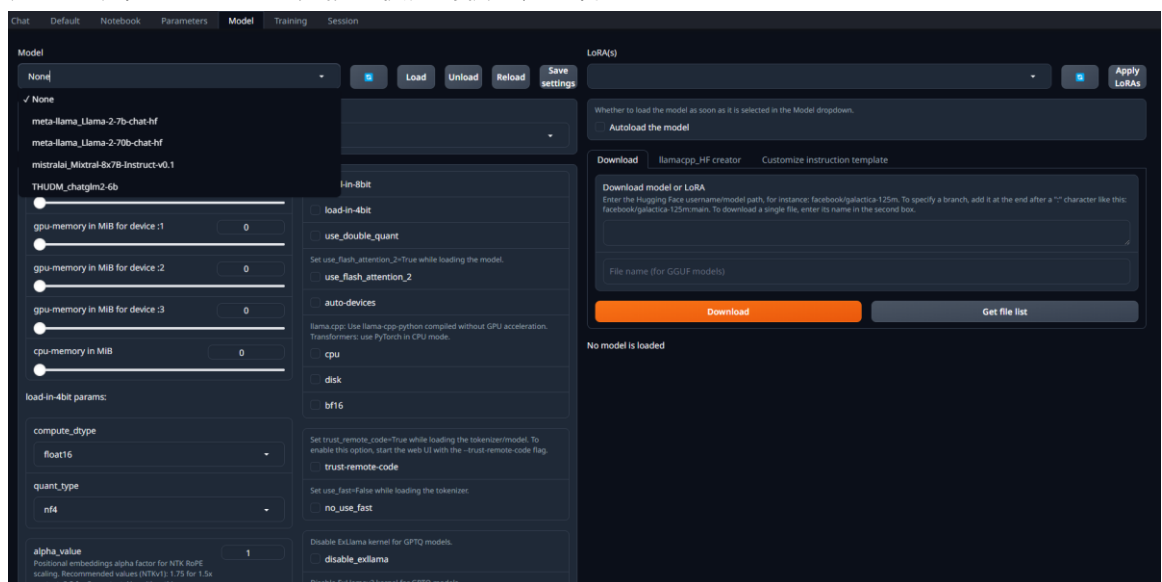 Chat Default Notebook Parameters Model Training Session
Model
None
Load Unload Reload Save settings
✓ None
meta-llama_Llama-2-7b-chat-hf
meta-llama_Llama-2-70b-chat-hf
mistralai_Mixtral-8x7B-Instruct-v0.1
THUDM_chatglm2-6b
gpu-memory in MiB for device :1 0
gpu-memory in MiB for device :2 0
gpu-memory in MiB for device :3 0
cpu-memory in MiB 0
load-in-4bit params:
compute_dtype
float16
quant_type
nf4
alpha_value 1
Positional embeddings alpha factor for NTK RoPE
scaling. Recommended values (NTKv1): 1.75 for 1.5x
d-in-8bit
load-in-4bit
use_double_quant
Set use_flash_attention_2=True while loading the model.
use_flash_attention_2
auto-devices
llama.cpp: Use llama-cpp-python compiled without GPU acceleration.
Transformers: use PyTorch in CPU mode.
cpu
disk
bf16
Set trust_remote_code=True while loading the tokenizer/model. To
enable this option, start the web UI with the --trust-remote-code flag.
trust-remote-code
Set use_fast=False while loading the tokenizer.
no_use_fast
Disable ExLlama kernel for GPTQ models.
disable_exllama
LoRA(s)
Apply LoRAs
Whether to load the model as soon as it is selected in the Model dropdown.
Autoload the model
Download llamacpp_HF creator Customize instruction template
Download model or LoRA
Enter the Hugging Face username/model path, for instance: facebook/galactica-125m. To specify a branch, add it at the end after a ":" character like this:
facebook/galactica-125m:main. To download a single file, enter its name in the second box.
File name (for GGUF models)
Download Get file list
No model is loaded